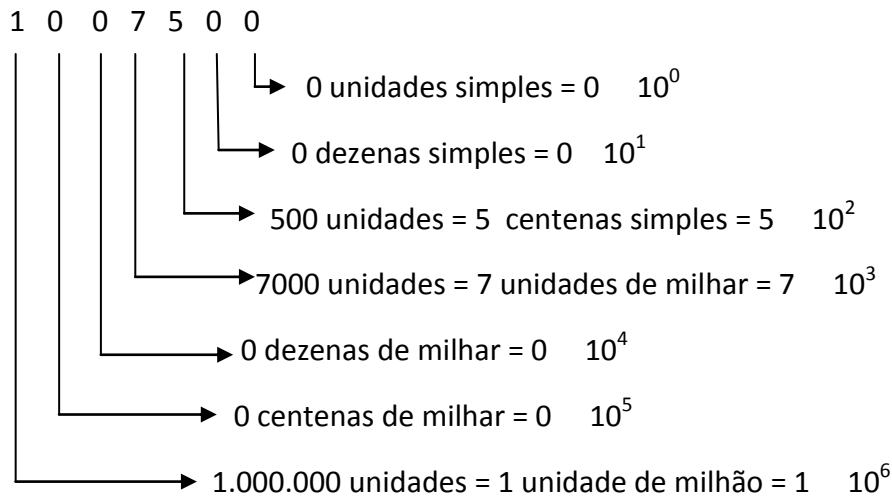 1 0 0 7 5 0 0
0 unidades simples = 0 10⁰
0 dezenas simples = 0 10¹
500 unidades = 5 centenas simples = 5 10²
7000 unidades = 7 unidades de milhar = 7 10³
0 dezenas de milhar = 0 10⁴
0 centenas de milhar = 0 10⁵
1.000.000 unidades = 1 unidade de milhão = 1 10⁶